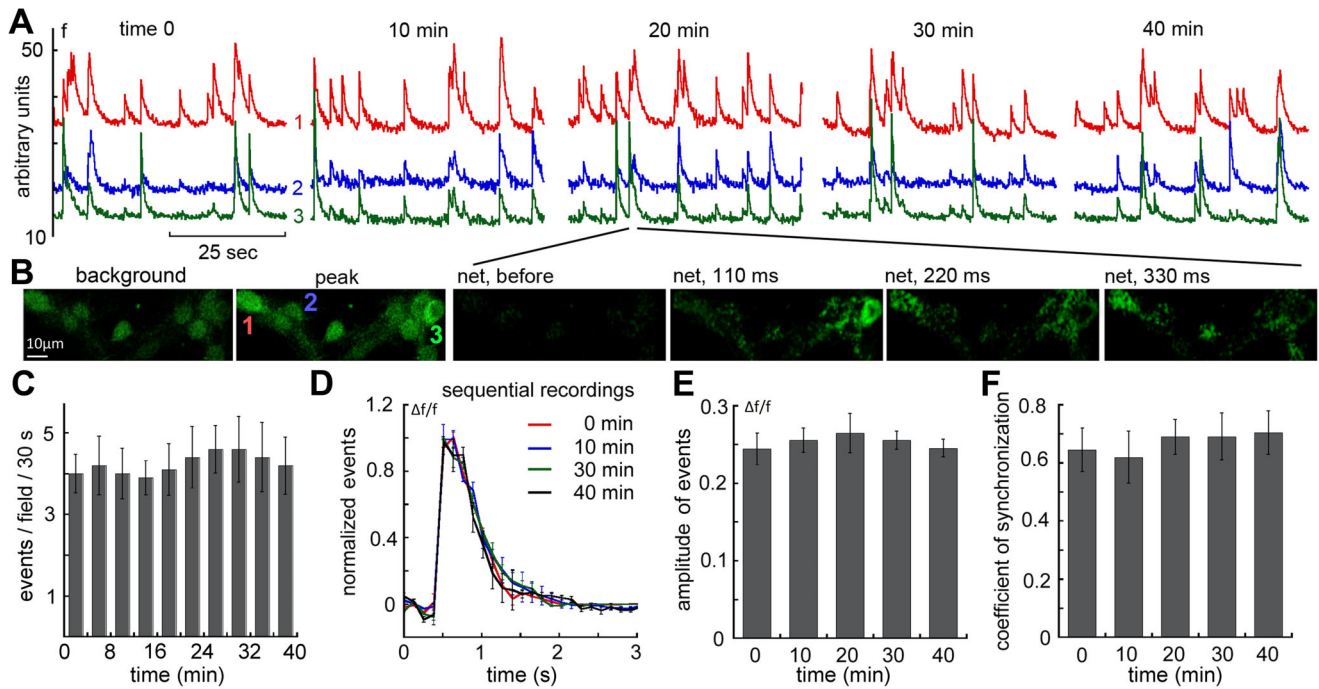 A
f
time 0
10 min
20 min
30 min
40 min
50
arbitrary units
10
1
2
3
25 sec
B
background
peak
net, before
net, 110 ms
net, 220 ms
net, 330 ms
10µm
1
2
3
C
events / field / 30 s
5
3
1
0
8
16
24
32
40
time (min)
D
sequential recordings
Δf/f
normalized events
1.2
0.8
0.4
0
0 min
10 min
30 min
40 min
0
1
2
3
time (s)
E
Δf/f
amplitude of events
0.3
0.2
0.1
0
0
10
20
30
40
time (min)
F
coefficient of synchronization
0.8
0.6
0.4
0
0
10
20
30
40
time (min)